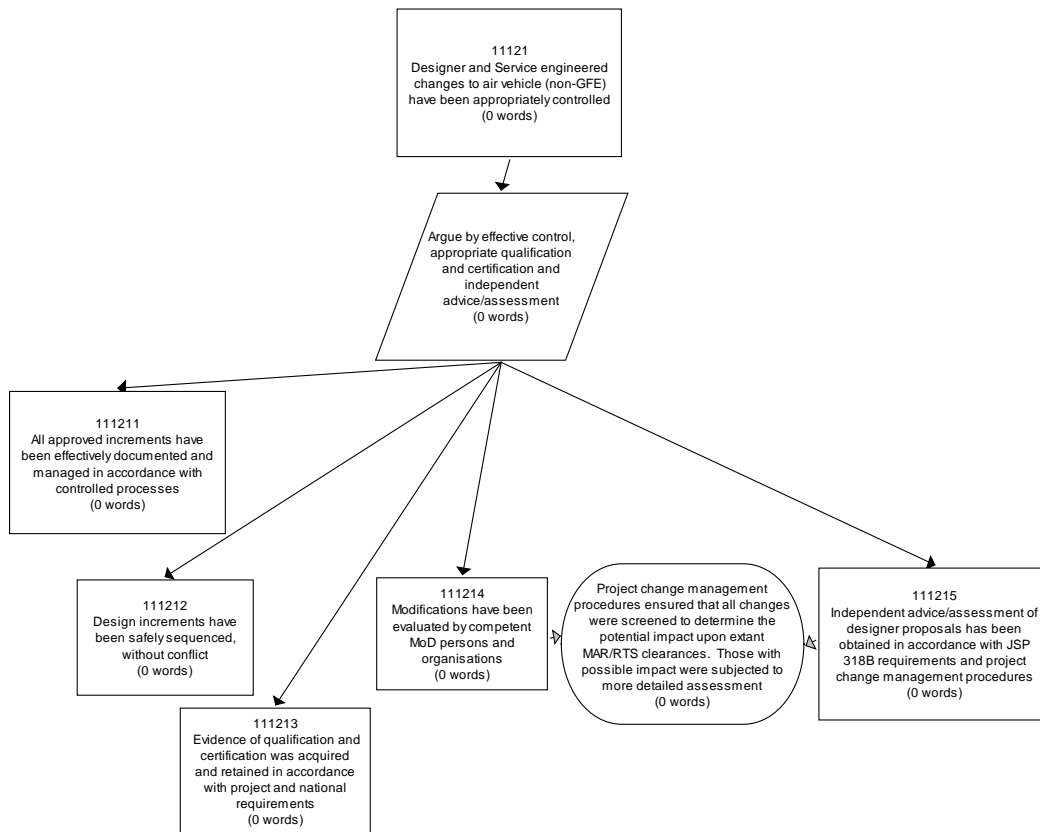 11121
Designer and Service engineered
changes to air vehicle (non-GFE)
have been appropriately controlled
(0 words)
Argue by effective control,
appropriate qualification
and certification and
independent
advice/assessment
(0 words)
111211
All approved increments have
been effectively documented and
managed in accordance with
controlled processes
(0 words)
111212
Design increments have
been safely sequenced,
without conflict
(0 words)
111213
Evidence of qualification and
certification was acquired
and retained in accordance
with project and national
requirements
(0 words)
111214
Modifications have been
evaluated by competent
MoD persons and
organisations
(0 words)
Project change management
procedures ensured that all changes
were screened to determine the
potential impact upon extant
MAR/RTS clearances.  Those with
possible impact were subjected to
more detailed assessment
(0 words)
111215
Independent advice/assessment of
designer proposals has been
obtained in accordance with JSP
318B requirements and project
change management procedures
(0 words)